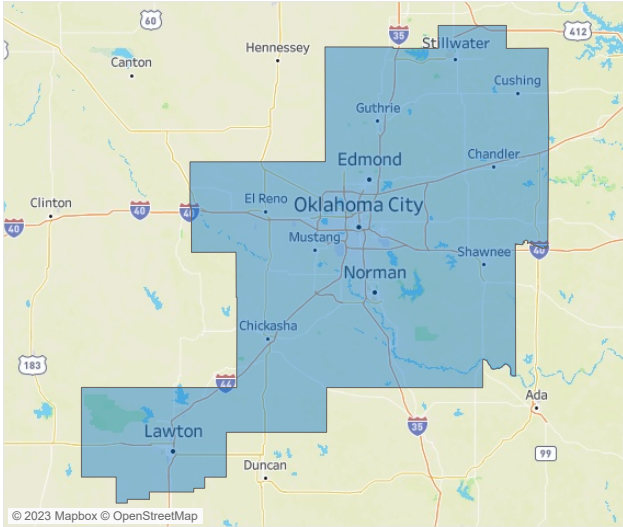 60
35
412
Stillwater
Hennessey
Canton
Cushing
Guthrie
Edmond
Chandler
El Reno
Clinton
40
40
40
Oklahoma City
Mustang
Shawnee
40
Norman
Chickasha
183
44
Ada
35
Lawton
99
Duncan
© 2023 Mapbox © OpenStreetMap